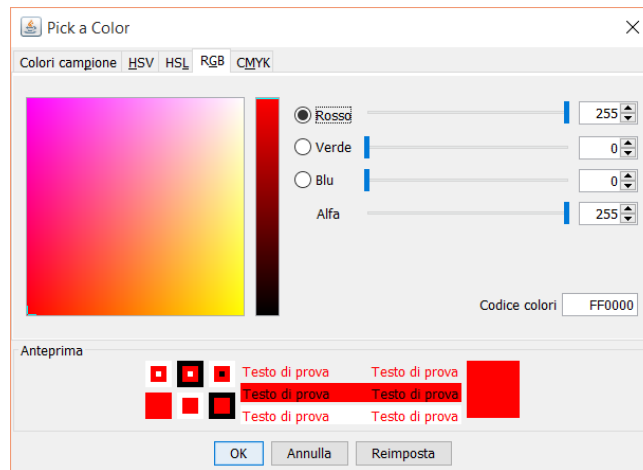 Pick a Color
Colori campione HSV HSL RGB CMYK
Rosso 255
Verde 0
Blu 0
Alfa 255
Codice colori FF0000
Anteprima
Testo di prova Testo di prova
Testo di prova Testo di prova
Testo di prova Testo di prova
OK Annulla Reimposta